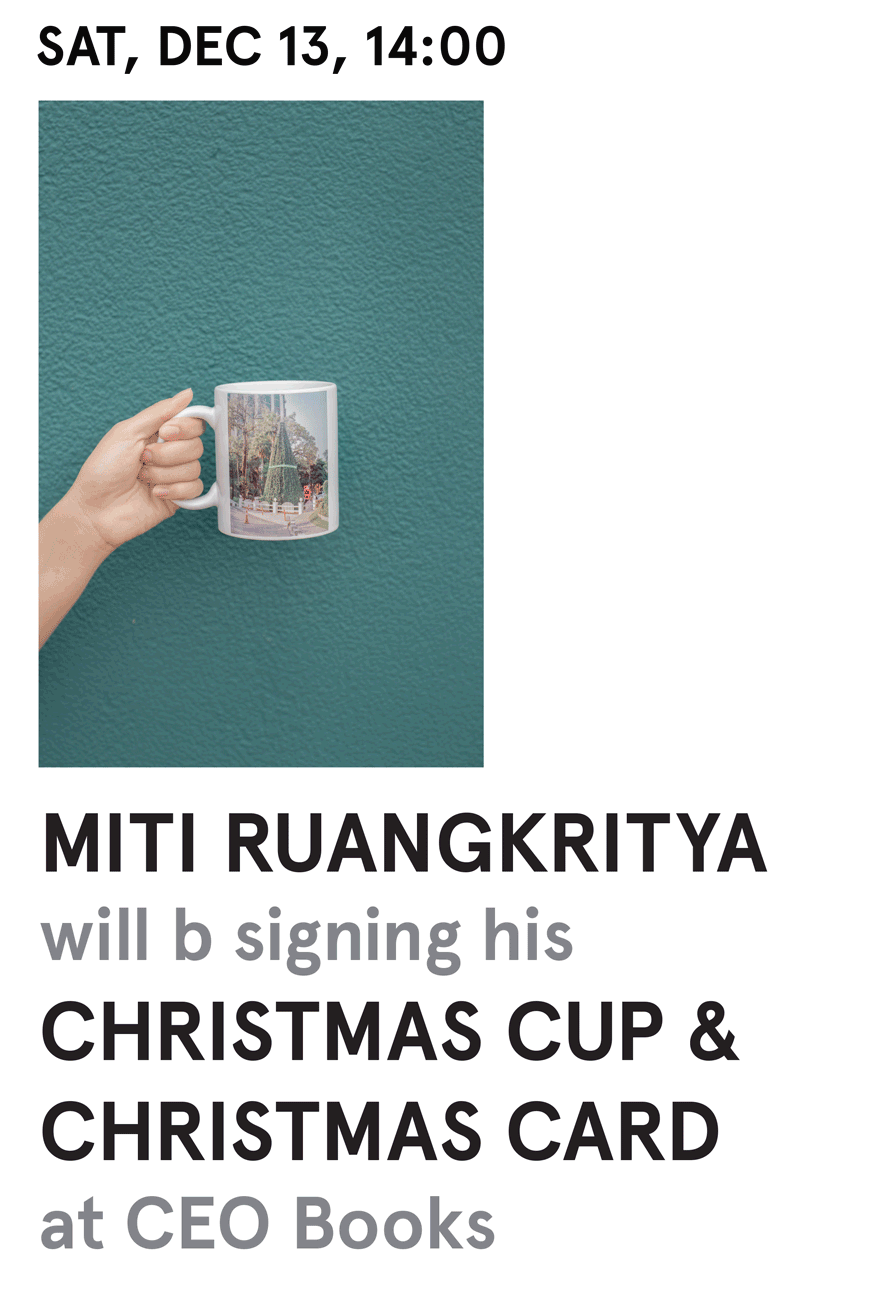 SAT, DEC 13, 14:00
MITI RUANGKRITYA
will b signing his
CHRISTMAS CUP &
CHRISTMAS CARD
at CEO Books